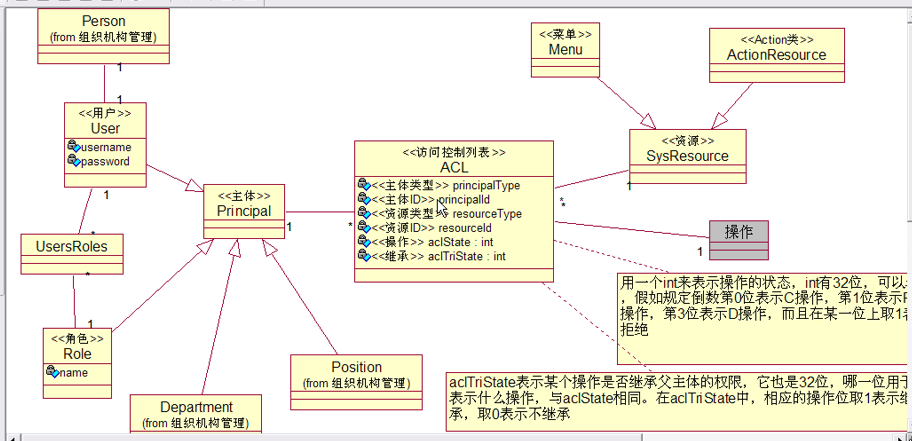 Person
(from 组织机构管理)
1
1
<<用户>>
User
username
password
1
*
UsersRoles
*
1
<<角色>>
Role
name
<<主体>>
Principal
1
*
Department
(from 组织机构管理)
Position
(from 组织机构管理)
<<访问控制列表>>
ACL
<<主体类型>> principalType
<<主体ID>> principalId
<<资源类型>> resourceType
<<资源ID>> resourceId
<<操作>> aclState : int
<<继承>> aclTriState : int
<<菜单>>
Menu
<<Action类>>
ActionResource
<<资源>>
SysResource
1
*
*
操作
1
用一个int来表示操作的状态，int有32位，可以
，假如规定倒数第0位表示C操作，第1位表示
操作，第3位表示D操作，而且在某一位上取1
拒绝
aclTriState表示某个操作是否继承父主体的权限，它也是32位，哪一位用于
表示什么操作，与aclState相同。在aclTriState中，相应的操作位取1表示继
承，取0表示不继承